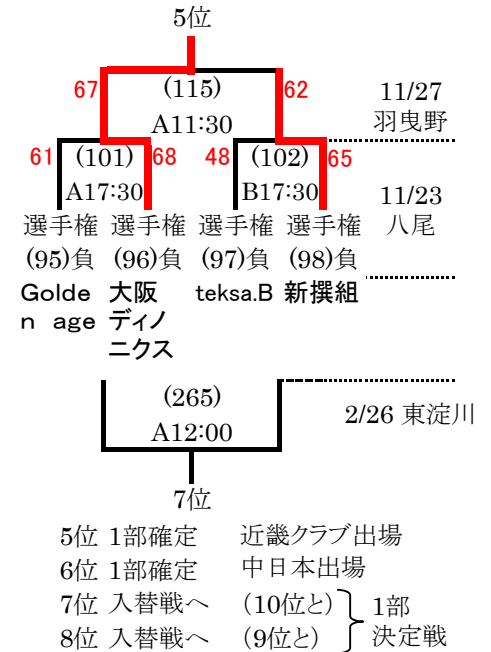 5位
67 (115) 62 11/27
A11:30 羽曳野
61 (101) 68 48 (102) 65
A17:30 B17:30 11/23
選手権 選手権 選手権 選手権 八尾
(95)負 (96)負 (97)負 (98)負
Golde 大阪 teksa.B 新撰組
n age ディノ
ニクス
(265)
A12:00 2/26 東淀川
7位
5位 1部確定 近畿クラブ出場
6位 1部確定 中日本出場
7位 入替戦へ (10位と) 1部
8位 入替戦へ (9位と) 決定戦